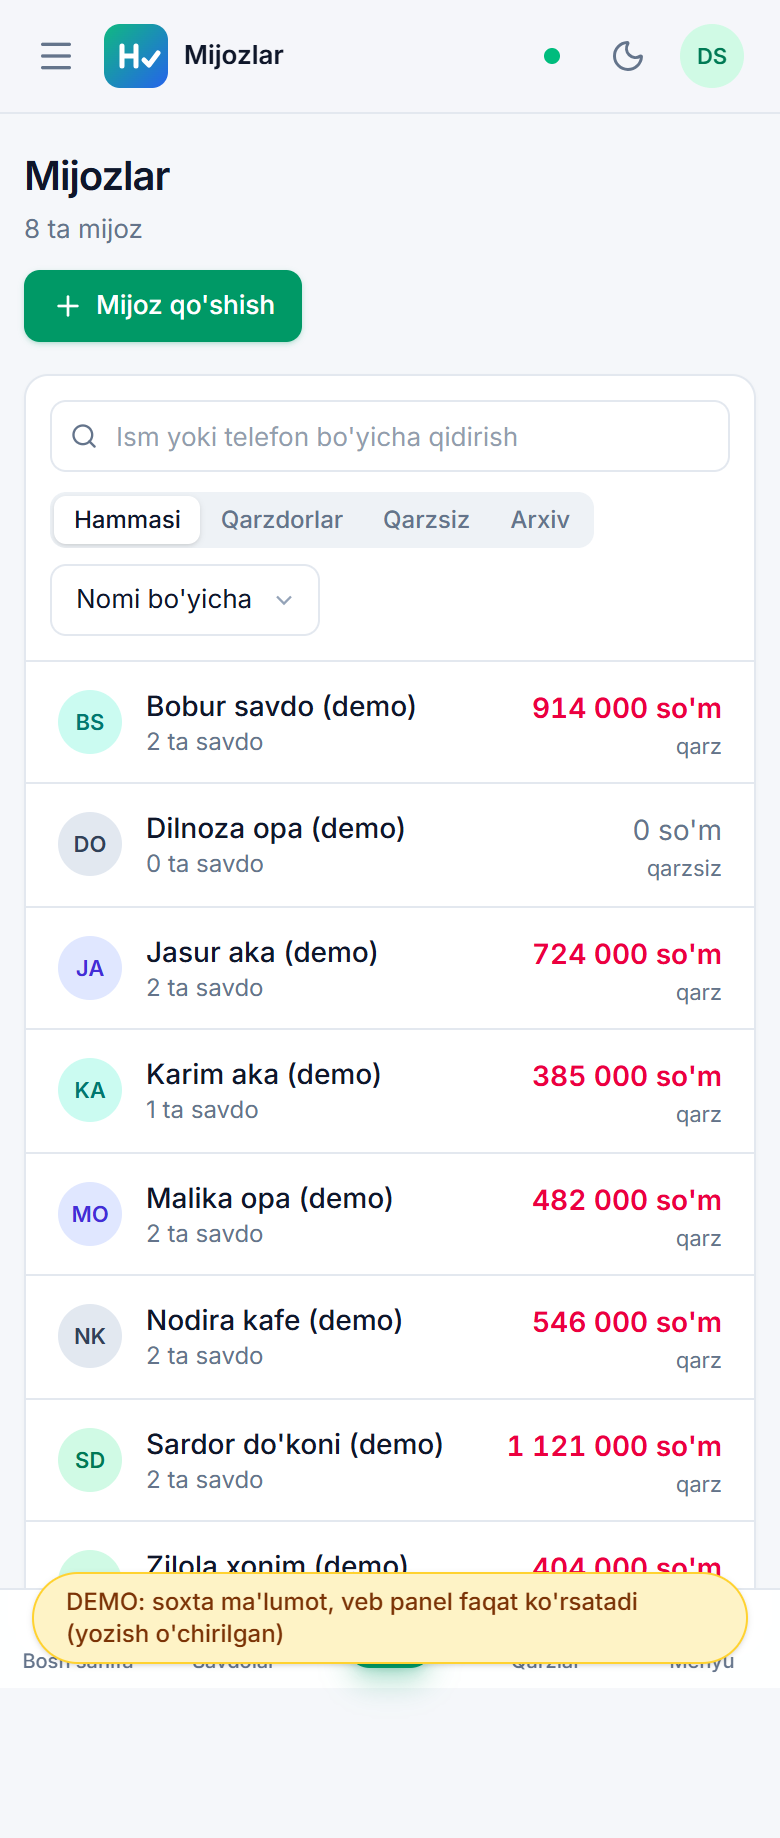 H✓ Mijozlar DS
Mijozlar
8 ta mijoz
+ Mijoz qo'shish
Ism yoki telefon bo'yicha qidirish
Hammasi Qarzdorlar Qarzsiz Arxiv
Nomi bo'yicha
BS Bobur savdo (demo) 914 000 so'm
2 ta savdo qarz
DO Dilnoza opa (demo) 0 so'm
0 ta savdo qarzsiz
JA Jasur aka (demo) 724 000 so'm
2 ta savdo qarz
KA Karim aka (demo) 385 000 so'm
1 ta savdo qarz
MO Malika opa (demo) 482 000 so'm
2 ta savdo qarz
NK Nodira kafe (demo) 546 000 so'm
2 ta savdo qarz
SD Sardor do'koni (demo) 1 121 000 so'm
2 ta savdo qarz
Zilola xonim (demo) 404 000 so'm
DEMO: soxta ma'lumot, veb panel faqat ko'rsatadi
(yozish o'chirilgan)
Bosh sahifa Savdolar Qarzlar Menyu